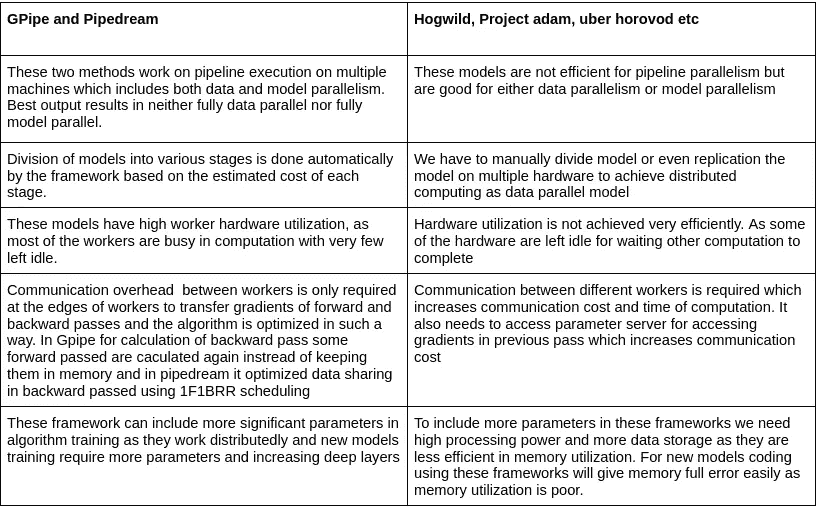 GPipe and Pipedream
Hogwild, Project adam, uber horovod etc
These two methods work on pipeline execution on multiple
machines which includes both data and model parallelism.
Best output results in neither fully data parallel nor fully
model parallel.
These models are not efficient for pipeline parallelism but
are good for either data parallelism or model parallelism
Division of models into various stages is done automatically
by the framework based on the estimated cost of each
stage.
We have to manually divide model or even replication the
model on multiple hardware to achieve distributed
computing as data parallel model
These models have high worker hardware utilization, as
most of the workers are busy in computation with very few
left idle.
Hardware utilization is not achieved very efficiently. As some
of the hardware are left idle for waiting other computation to
complete
Communication overhead  between workers is only required
at the edges of workers to transfer gradients of forward and
backward passes and the algorithm is optimized in such a
way. In Gpipe for calculation of backward pass some
forward passed are caculated again instread of keeping
them in memory and in pipedream it optimized data sharing
in backward passed using 1F1BRR scheduling
Communication between different workers is required which
increases communication cost and time of computation. It
also needs to access parameter server for accessing
gradients in previous pass which increases communication
cost
These framework can include more significant parameters in
algorithm training as they work distributedly and new models
training require more parameters and increasing deep layers
To include more parameters in these frameworks we need
high processing power and more data storage as they are
less efficient in memory utilization. For new models coding
using these frameworks will give memory full error easily as
memory utilization is poor.